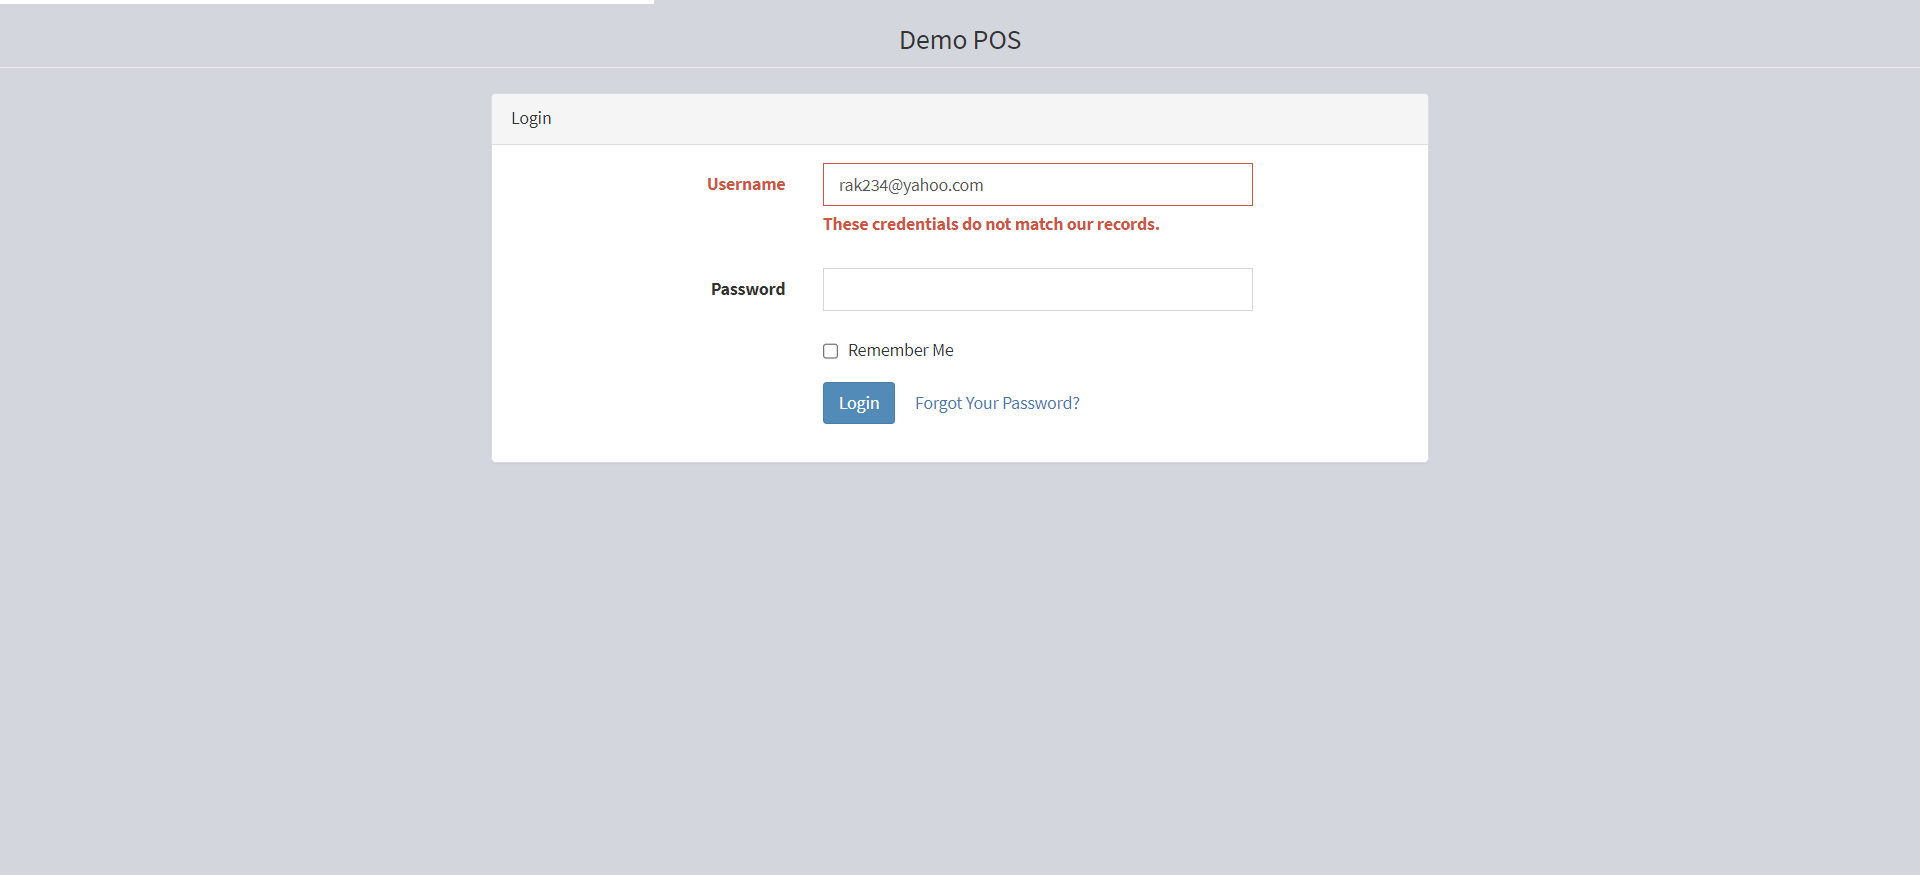 Demo POS
Login
Username
rak234@yahoo.com
These credentials do not match our records.
Password
Remember Me
Login
Forgot Your Password?